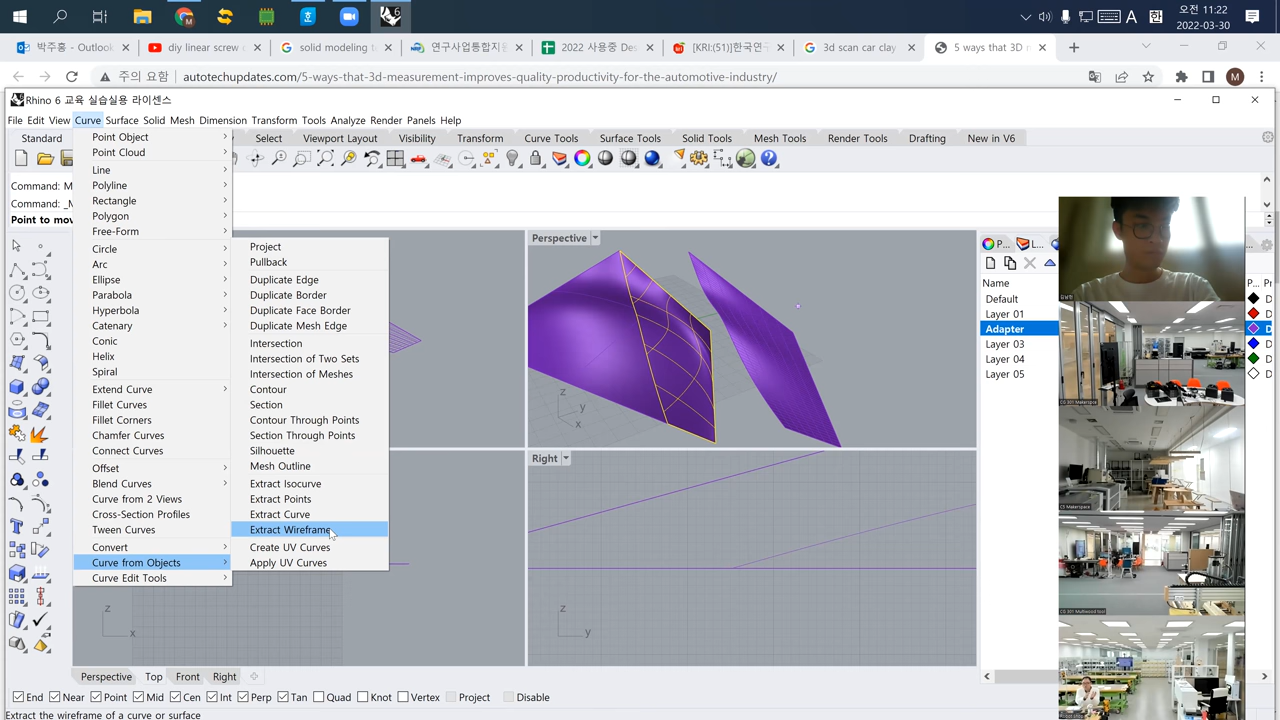 오전 11:22
2022-03-30
A 한
박주홍 - Outlook
diy linear screw
solid modeling t
연구사업통합지원
2022 사용중 De
[KRI:(51)]한국연구
3d scan car clay
5 ways that 3D m
주의 요함
autotechupdates.com/5-ways-that-3d-measurement-improves-quality-productivity-for-the-automotive-industry/
M
Rhino 6 교육 실습실용 라이센스
File Edit View Curve Surface Solid Mesh Dimension Transform Tools Analyze Render Panels Help
Standard
Select
Viewport Layout
Visibility
Transform
Curve Tools
Surface Tools
Solid Tools
Mesh Tools
Render Tools
Drafting
New in V6
Command: M
Command: _M
Point to mov
Point Object
Point Cloud
Line
Polyline
Rectangle
Polygon
Free-Form
Circle
Arc
Ellipse
Parabola
Hyperbola
Catenary
Conic
Helix
Spiral
Extend Curve
Fillet Curves
Fillet Corners
Chamfer Curves
Connect Curves
Offset
Blend Curves
Curve from 2 Views
Cross-Section Profiles
Tween Curves
Convert
Curve from Objects
Curve Edit Tools
Project
Pullback
Duplicate Edge
Duplicate Border
Duplicate Face Border
Duplicate Mesh Edge
Intersection
Intersection of Two Sets
Intersection of Meshes
Contour
Section
Contour Through Points
Section Through Points
Silhouette
Mesh Outline
Extract Isocurve
Extract Points
Extract Curve
Extract Wireframe
Create UV Curves
Apply UV Curves
Perspective
z
y
x
Right
z
y
z
x
P...
L...
Name
P...
Default
Layer 01
Adapter
Layer 03
Layer 04
Layer 05
D
D
D
D
D
D
Perspective
Top
Front
Right
End
Near
Point
Mid
Cen
Int
Perp
Tan
Quad
Knot
Vertex
Project
Disable
Extract the wireframe of a curve or surface